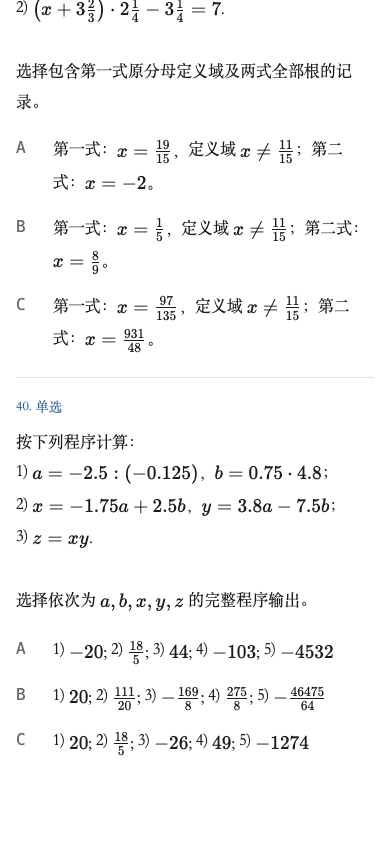 2) (x + 3 2/3) · 2 1/4 − 3 1/4 = 7.
选择包含第一式原分母定义域及两式全部根的记
录。
A 第一式：x = 19/15，定义域 x ≠ 11/15；第二
式：x = −2。
B 第一式：x = 1/5，定义域 x ≠ 11/15；第二式：
x = 8/9。
C 第一式：x = 97/135，定义域 x ≠ 11/15；第二
式：x = 931/48。
40. 单选
按下列程序计算：
1) a = −2.5 : (−0.125)，b = 0.75 · 4.8；
2) x = −1.75a + 2.5b，y = 3.8a − 7.5b；
3) z = xy.
选择依次为 a, b, x, y, z 的完整程序输出。
A 1) −20; 2) 18/5; 3) 44; 4) −103; 5) −4532
B 1) 20; 2) 111/20; 3) −169/8; 4) 275/8; 5) −46475/64
C 1) 20; 2) 18/5; 3) −26; 4) 49; 5) −1274